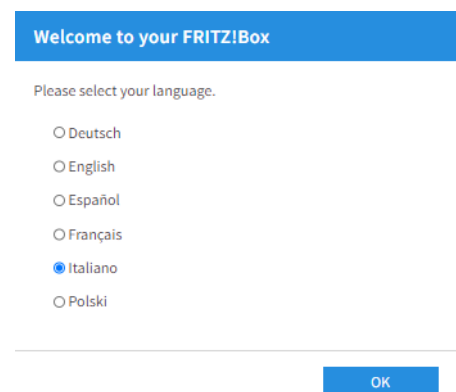 Welcome to your FRITZ!Box
Please select your language.
Deutsch
English
Español
Français
Italiano
Polski
OK